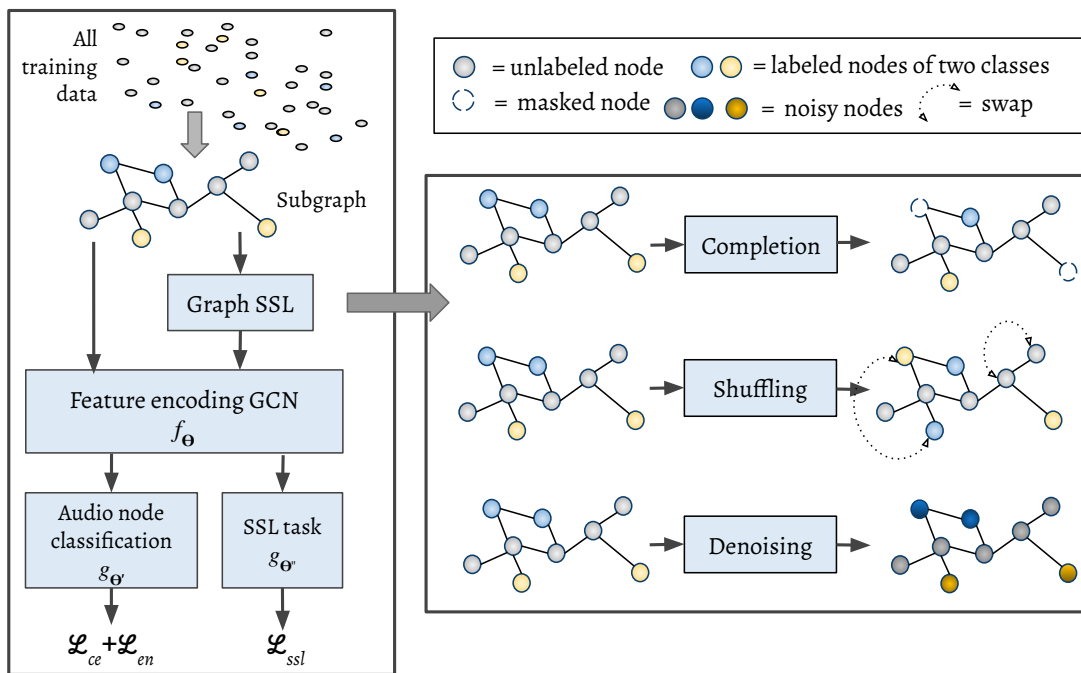 All
training
data
Subgraph
Graph SSL
Feature encoding GCN
f_Θ
Audio node
classification
g_Θ'
SSL task
g_Θ''
ℒ_ce+ℒ_en
ℒ_ssl
= unlabeled node
= labeled nodes of two classes
= masked node
= noisy nodes
= swap
Completion
Shuffling
Denoising